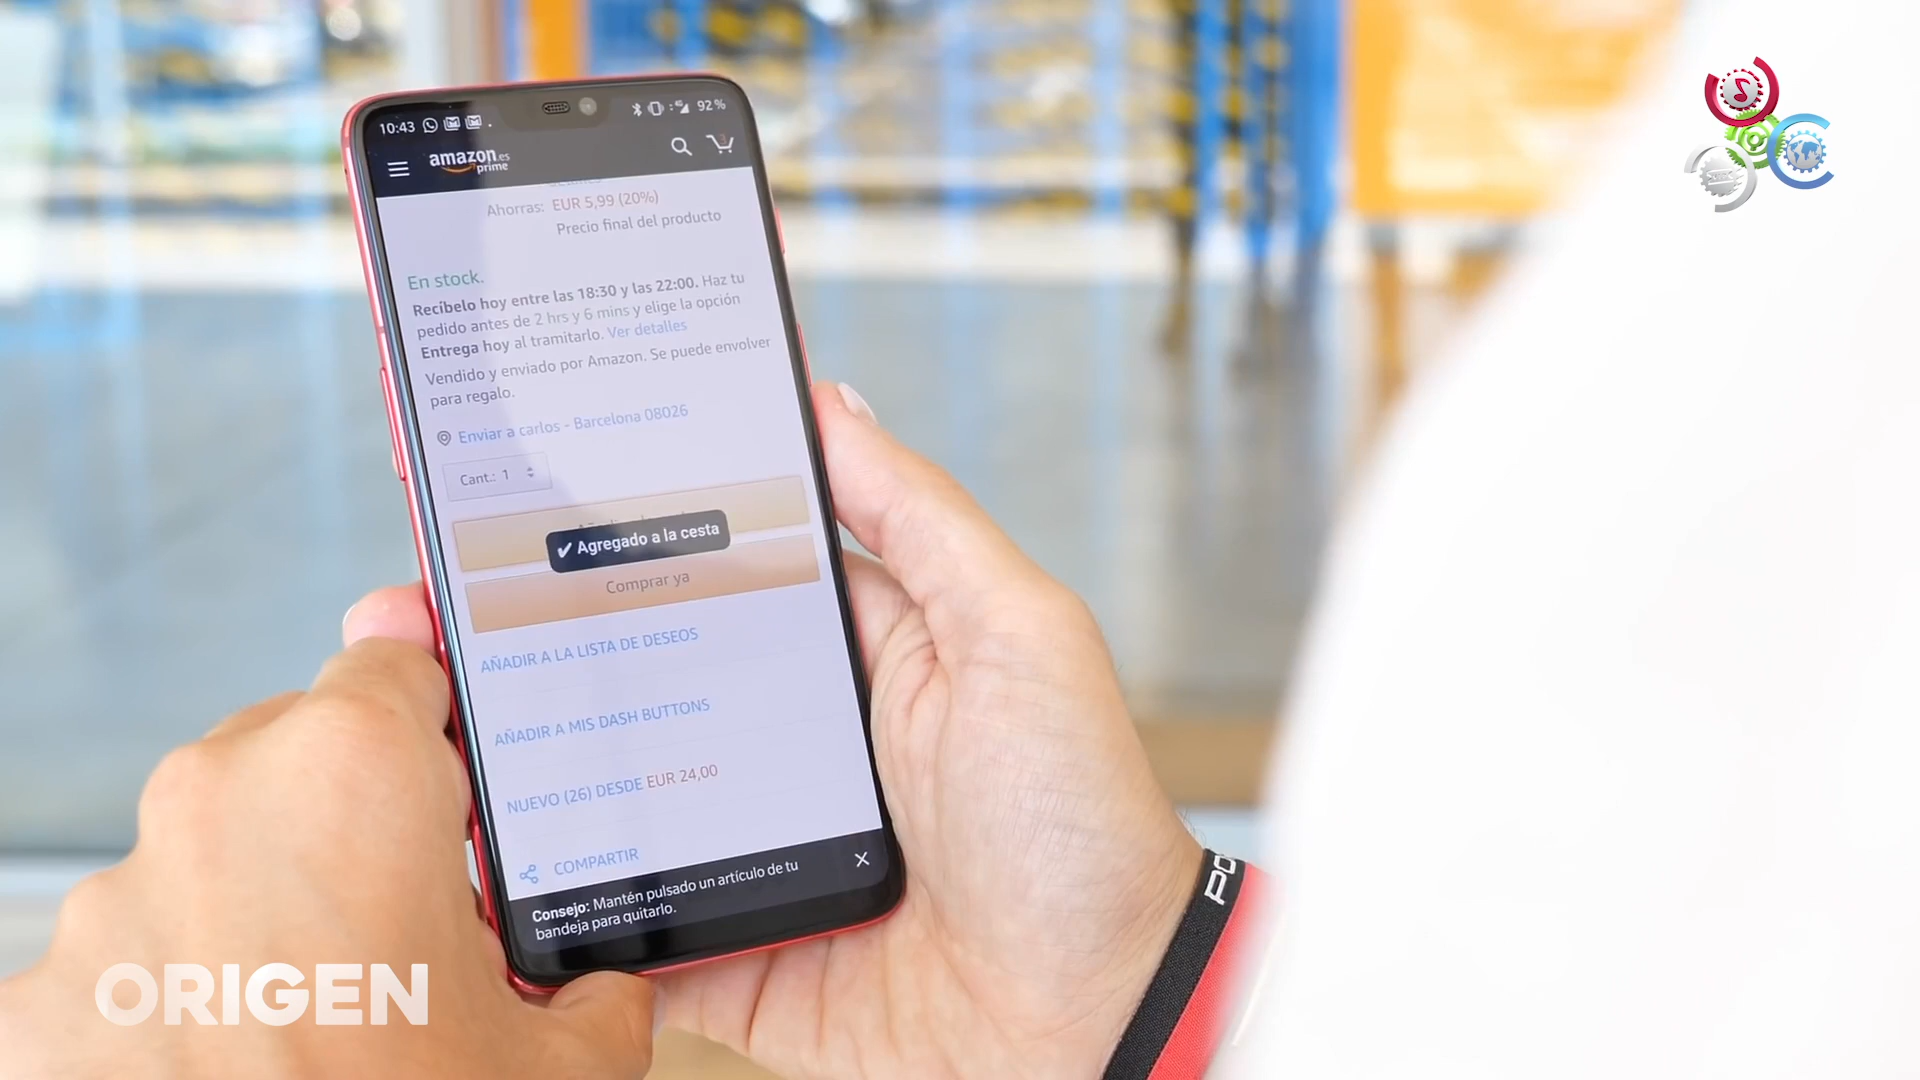 10:43
92%
amazon.es
prime
3
Ahorras: EUR 5,99 (20%)
Precio final del producto
En stock.
Recíbelo hoy entre las 18:30 y las 22:00. Haz tu
pedido antes de 2 hrs y 6 mins y elige la opción
Entrega hoy al tramitarlo. Ver detalles
Vendido y enviado por Amazon. Se puede envolver
para regalo.
Enviar a carlos - Barcelona 08026
Cant.: 1
✔ Agregado a la cesta
Comprar ya
AÑADIR A LA LISTA DE DESEOS
AÑADIR A MIS DASH BUTTONS
NUEVO (26) DESDE EUR 24,00
COMPARTIR
Consejo: Mantén pulsado un artículo de tu
bandeja para quitarlo.
ORIGEN